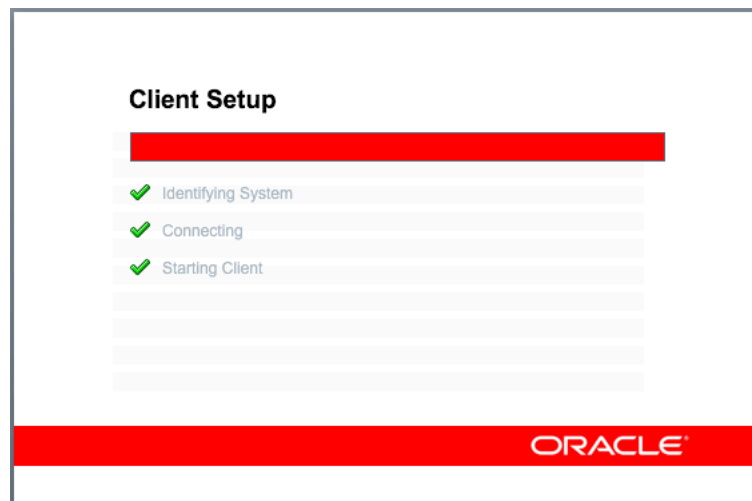 Client Setup
Identifying System
Connecting
Starting Client
ORACLE